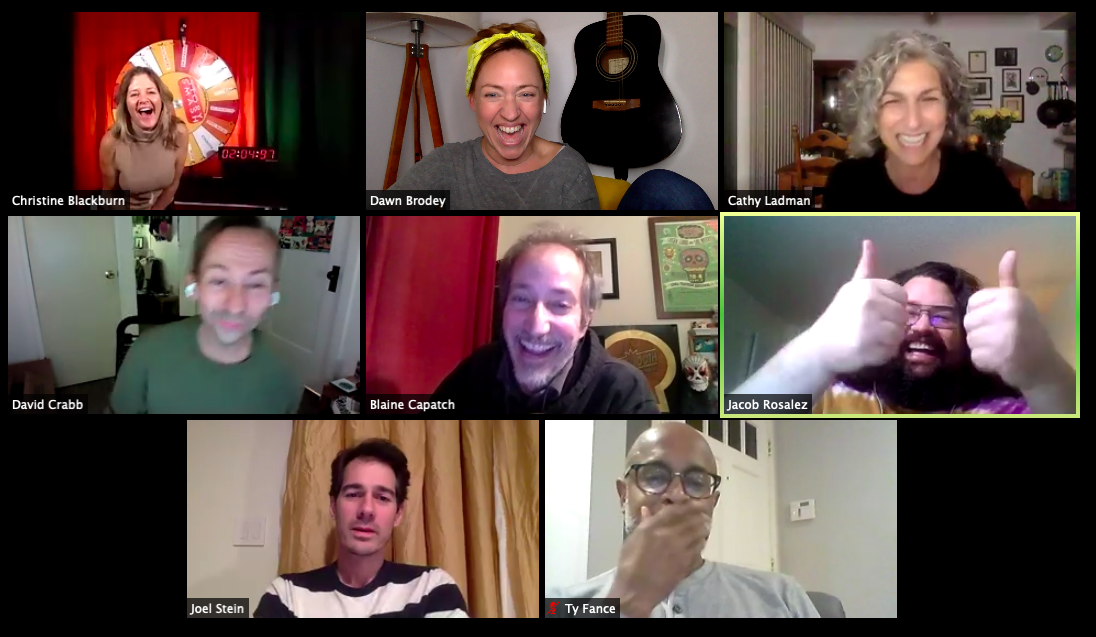 02:04:97
Christine Blackburn
Dawn Brodey
Cathy Ladman
David Crabb
Blaine Capatch
Jacob Rosalez
Joel Stein
Ty Fance